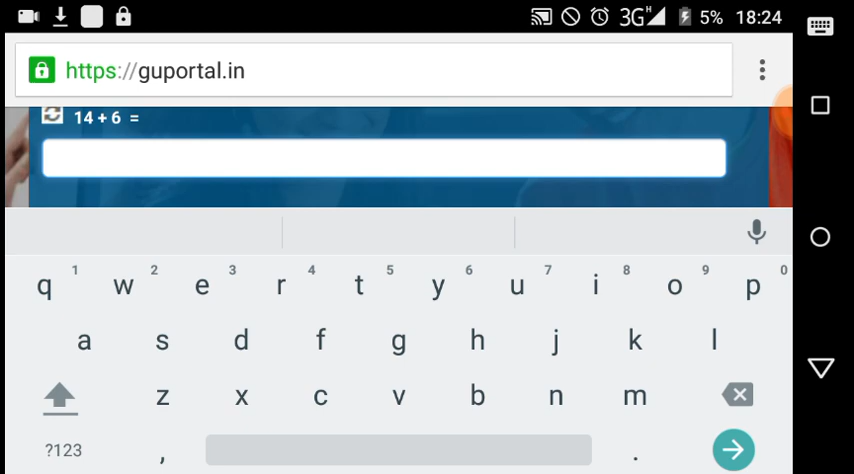 3G H 5% 18:24
https://guportal.in
14 + 6 =
1 2 3 4 5 6 7 8 9 0
q w e r t y u i o p
a s d f g h j k l
z x c v b n m
?123 , .